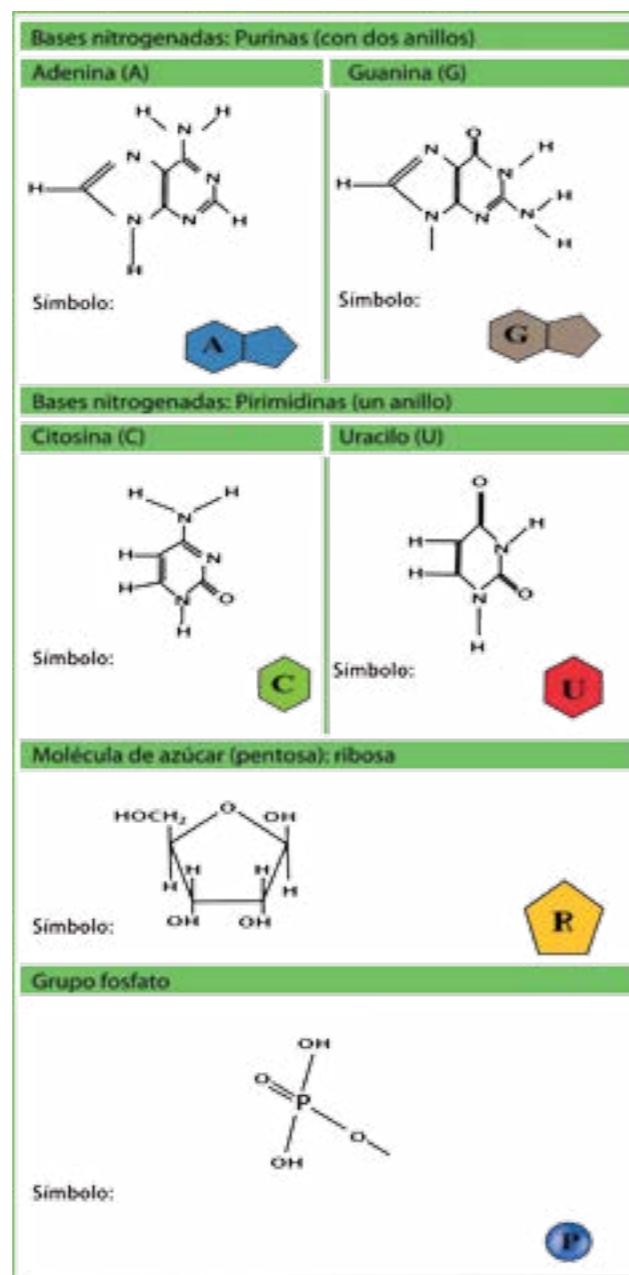 Bases nitrogenadas: Purinas (con dos anillos)
Adenina (A)
Guanina (G)
H H
N
N
N
H
N
N
H
H
Símbolo:
A
O
N
N
H
H
N
N
N
H
H
Símbolo:
G
Bases nitrogenadas: Pirimidinas (un anillo)
Citosina (C)
Uracilo (U)
H H
N
H
N
H
N
O
H
Símbolo:
C
O
H
H
N
H
N
O
H
Símbolo:
U
Molécula de azúcar (pentosa): ribosa
HOCH₂
O
OH
H
H
H
H
OH
OH
Símbolo:
R
Grupo fosfato
OH
O
P
O
OH
Símbolo:
P